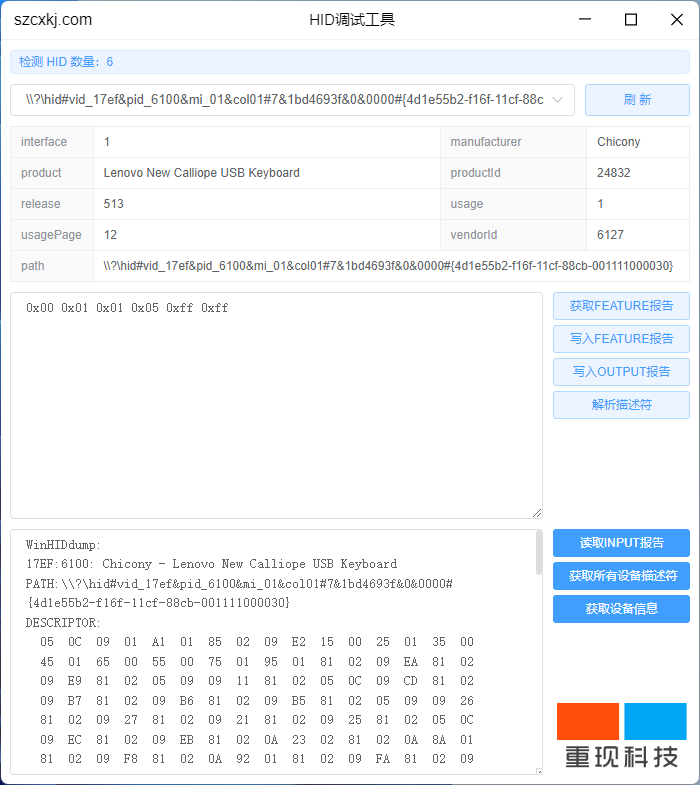 szcxkj.com
HID调试工具
检测 HID 数量：6
\\?\hid#vid_17ef&pid_6100&mi_01&col01#7&1bd4693f&0&0000#{4d1e55b2-f16f-11cf-88c
刷 新
interface 1 manufacturer Chicony
product Lenovo New Calliope USB Keyboard productId 24832
release 513 usage 1
usagePage 12 vendorId 6127
path \\?\hid#vid_17ef&pid_6100&mi_01&col01#7&1bd4693f&0&0000#{4d1e55b2-f16f-11cf-88cb-001111000030}
0x00 0x01 0x01 0x05 0xff 0xff
获取FEATURE报告
写入FEATURE报告
写入OUTPUT报告
解析描述符
WinHIDdump:
17EF:6100: Chicony - Lenovo New Calliope USB Keyboard
PATH:\\?\hid#vid_17ef&pid_6100&mi_01&col01#7&1bd4693f&0&0000#
{4d1e55b2-f16f-11cf-88cb-001111000030}
DESCRIPTOR:
05 0C 09 01 A1 01 85 02 09 E2 15 00 25 01 35 00
45 01 65 00 55 00 75 01 95 01 81 02 09 EA 81 02
09 E9 81 02 05 09 09 11 81 02 05 0C 09 CD 81 02
09 B7 81 02 09 B6 81 02 09 B5 81 02 05 09 09 26
81 02 09 27 81 02 09 21 81 02 09 25 81 02 05 0C
09 EC 81 02 09 EB 81 02 0A 23 02 81 02 0A 8A 01
81 02 09 F8 81 02 0A 92 01 81 02 09 FA 81 02 09
读取INPUT报告
获取所有设备描述符
获取设备信息
重现科技